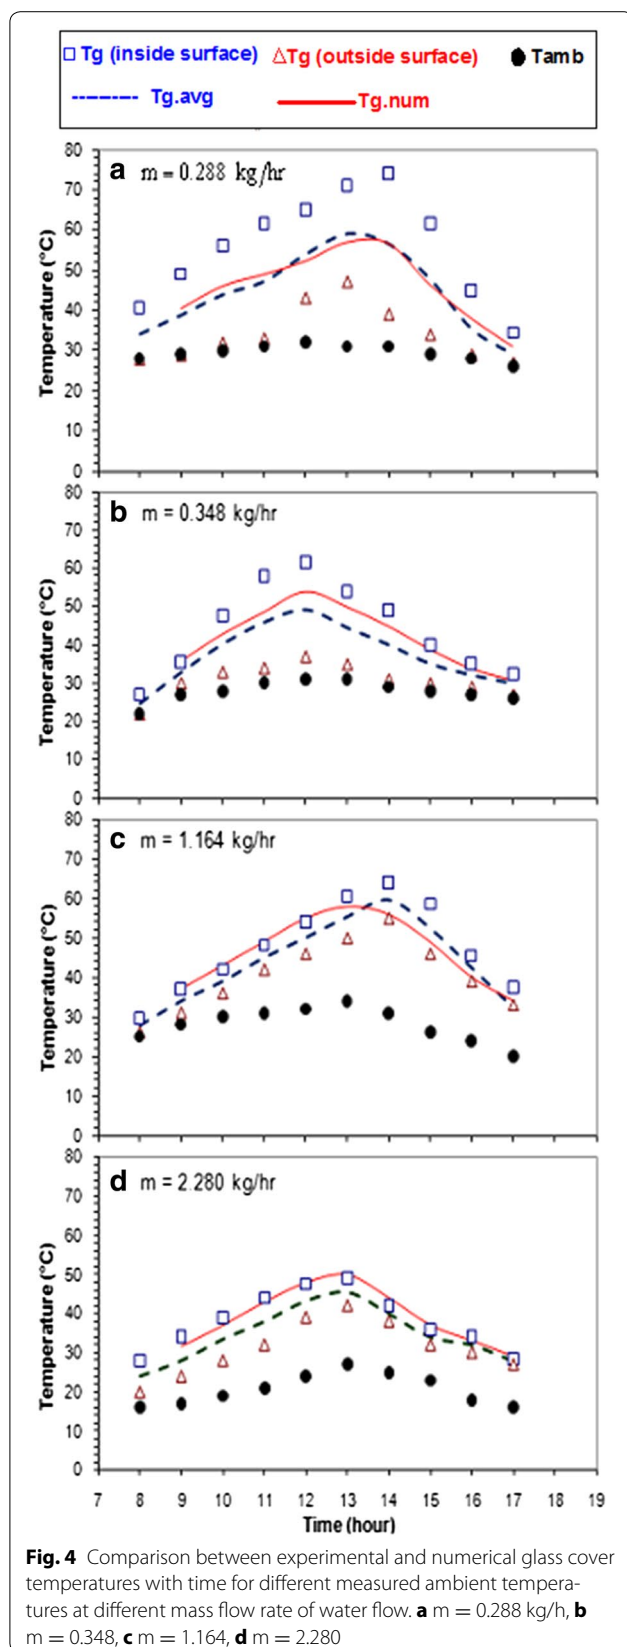 Tg (inside surface) Tg (outside surface) Tamb
Tg.avg Tg.num
80
a m = 0.288 kg/hr
70
60
50
40
30
20
10
0
Temperature (°C)
80
b m = 0.348 kg/hr
70
60
50
40
30
20
10
0
Temperature (°C)
80
c m = 1.164 kg/hr
70
60
50
40
30
20
10
0
Temperature (°C)
80
d m = 2.280 kg/hr
70
60
50
40
30
20
10
0
Temperature (°C)
7 8 9 10 11 12 13 14 15 16 17 18 19
Time (hour)
Fig. 4 Comparison between experimental and numerical glass cover
temperatures with time for different measured ambient tempera-
tures at different mass flow rate of water flow. a m = 0.288 kg/h, b
m = 0.348, c m = 1.164, d m = 2.280